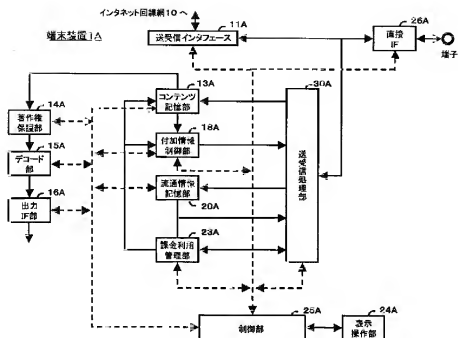 インタネット回線網10へ
端末装置1A
11A
送受信インタフェース
26A
直接
IF
端子
13A
コンテンツ
記憶部
30A
送受信処理部
14A
著作権
保証部
18A
付加情報
制御部
15A
デコード
部
流通情報
記憶部
20A
16A
出力
IF部
23A
課金利用
管理部
25A
制御部
24A
表示
操作部